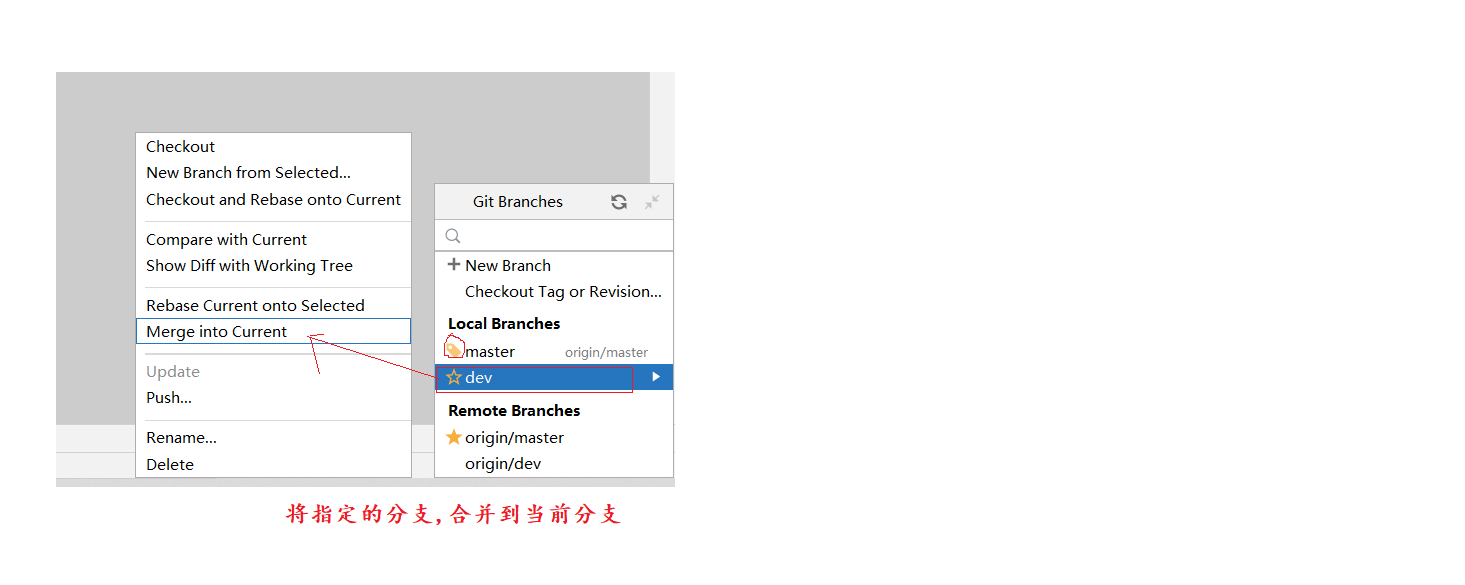 Checkout
New Branch from Selected...
Checkout and Rebase onto Current
Compare with Current
Show Diff with Working Tree
Rebase Current onto Selected
Merge into Current
Update
Push...
Rename...
Delete
Git Branches
New Branch
Checkout Tag or Revision...
Local Branches
master origin/master
dev
Remote Branches
origin/master
origin/dev
将指定的分支,合并到当前分支